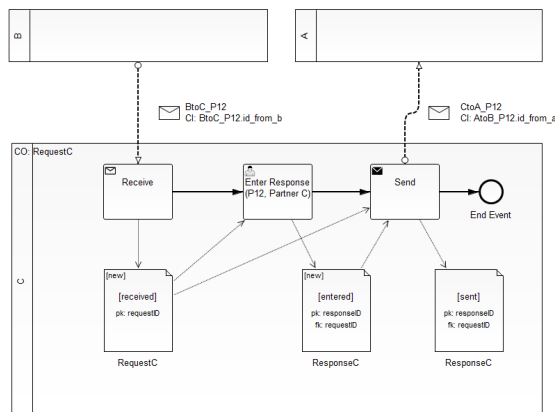 B
A
BtoC_P12
CI: BtoC_P12.id_from_b
CtoA_P12
CI: AtoB_P12.id_from_a
CO: RequestC
C
Receive
Enter Response
(P12, Partner C)
Send
End Event
[new]
[received]
pk: requestID
RequestC
[new]
[entered]
pk: responseID
fk: requestID
ResponseC
[sent]
pk: responseID
fk: requestID
ResponseC